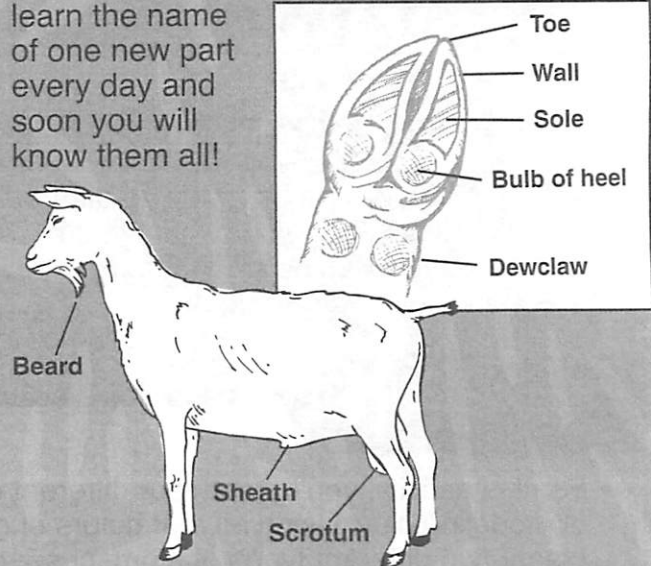 learn the name
of one new part
every day and
soon you will
know them all!
Toe
Wall
Sole
Bulb of heel
Dewclaw
Beard
Sheath
Scrotum